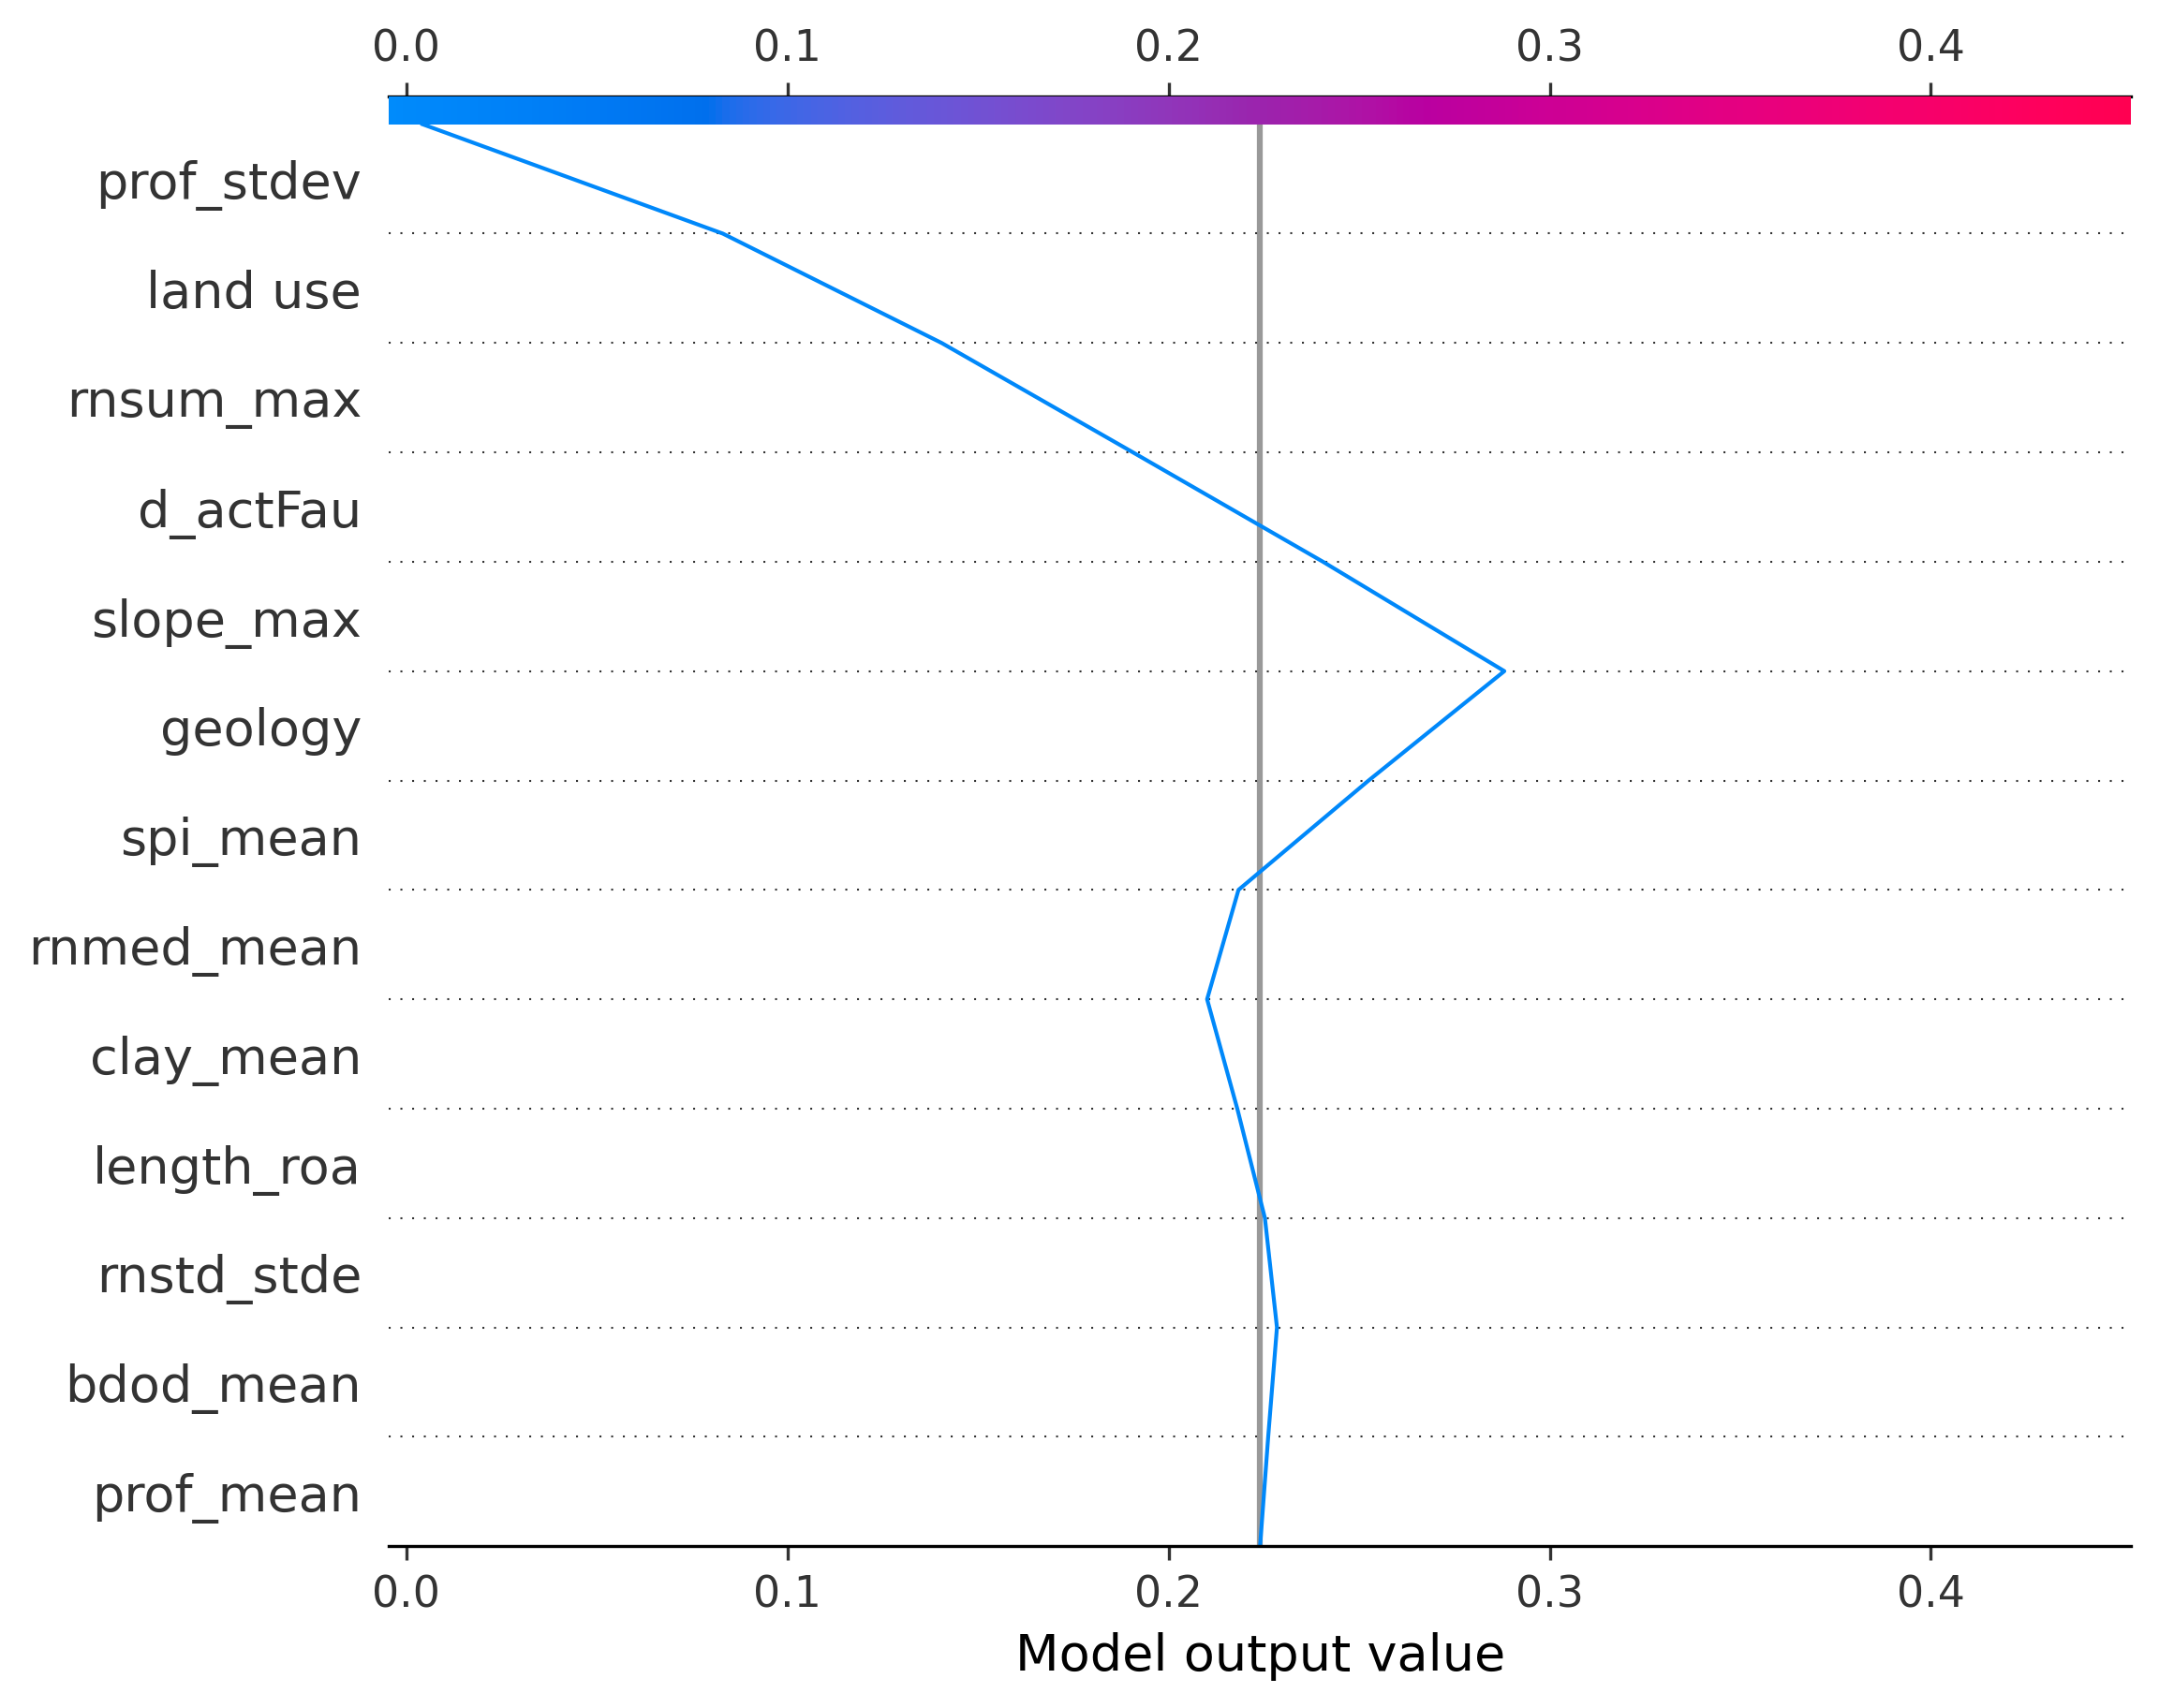 0.0 0.1 0.2 0.3 0.4
prof_stdev
land use
rnsum_max
d_actFau
slope_max
geology
spi_mean
rnmed_mean
clay_mean
length_roa
rnstd_stde
bdod_mean
prof_mean
0.0 0.1 0.2 0.3 0.4
Model output value